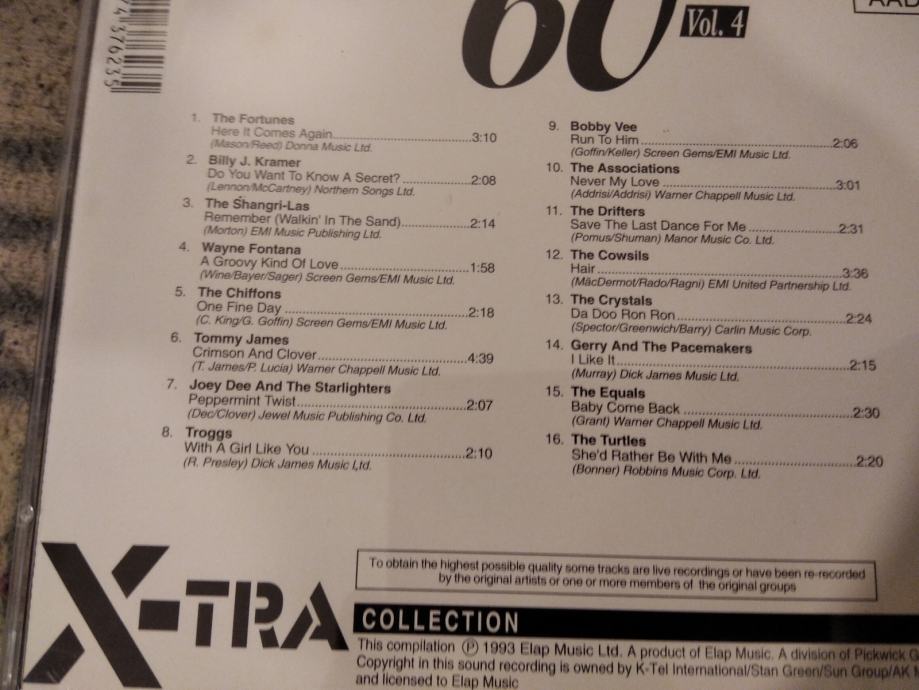 60 Vol. 4
AAD
1. The Fortunes
Here It Comes Again 3:10
(Mason/Reed) Donna Music Ltd.
2. Billy J. Kramer
Do You Want To Know A Secret? 2:08
(Lennon/McCartney) Northern Songs Ltd.
3. The Shangri-Las
Remember (Walkin' In The Sand) 2:14
(Morton) EMI Music Publishing Ltd.
4. Wayne Fontana
A Groovy Kind Of Love 1:58
(Wine/Bayer/Sager) Screen Gems/EMI Music Ltd.
5. The Chiffons
One Fine Day 2:18
(C. King/G. Goffin) Screen Gems/EMI Music Ltd.
6. Tommy James
Crimson And Clover 4:39
(T. James/P. Lucia) Warner Chappell Music Ltd.
7. Joey Dee And The Starlighters
Peppermint Twist 2:07
(Dec/Clover) Jewel Music Publishing Co. Ltd.
8. Troggs
With A Girl Like You 2:10
(R. Presley) Dick James Music Ltd.
9. Bobby Vee
Run To Him 2:06
(Goffin/Keller) Screen Gems/EMI Music Ltd.
10. The Associations
Never My Love 3:01
(Addrisi/Addrisi) Warner Chappell Music Ltd.
11. The Drifters
Save The Last Dance For Me 2:31
(Pomus/Shuman) Manor Music Co. Ltd.
12. The Cowsils
Hair 3:36
(MacDermot/Rado/Ragni) EMI United Partnership Ltd.
13. The Crystals
Da Doo Ron Ron 2:24
(Spector/Greenwich/Barry) Carlin Music Corp.
14. Gerry And The Pacemakers
I Like It 2:15
(Murray) Dick James Music Ltd.
15. The Equals
Baby Come Back 2:30
(Grant) Warner Chappell Music Ltd.
16. The Turtles
She'd Rather Be With Me 2:20
(Bonner) Robbins Music Corp. Ltd.
X-TRA
To obtain the highest possible quality some tracks are live recordings or have been re-recorded
by the original artists or one or more members of the original groups
COLLECTION
This compilation Ⓟ 1993 Elap Music Ltd. A product of Elap Music. A division of Pickwick G
Copyright in this sound recording is owned by K-Tel International/Stan Green/Sun Group/AK
and licensed to Elap Music